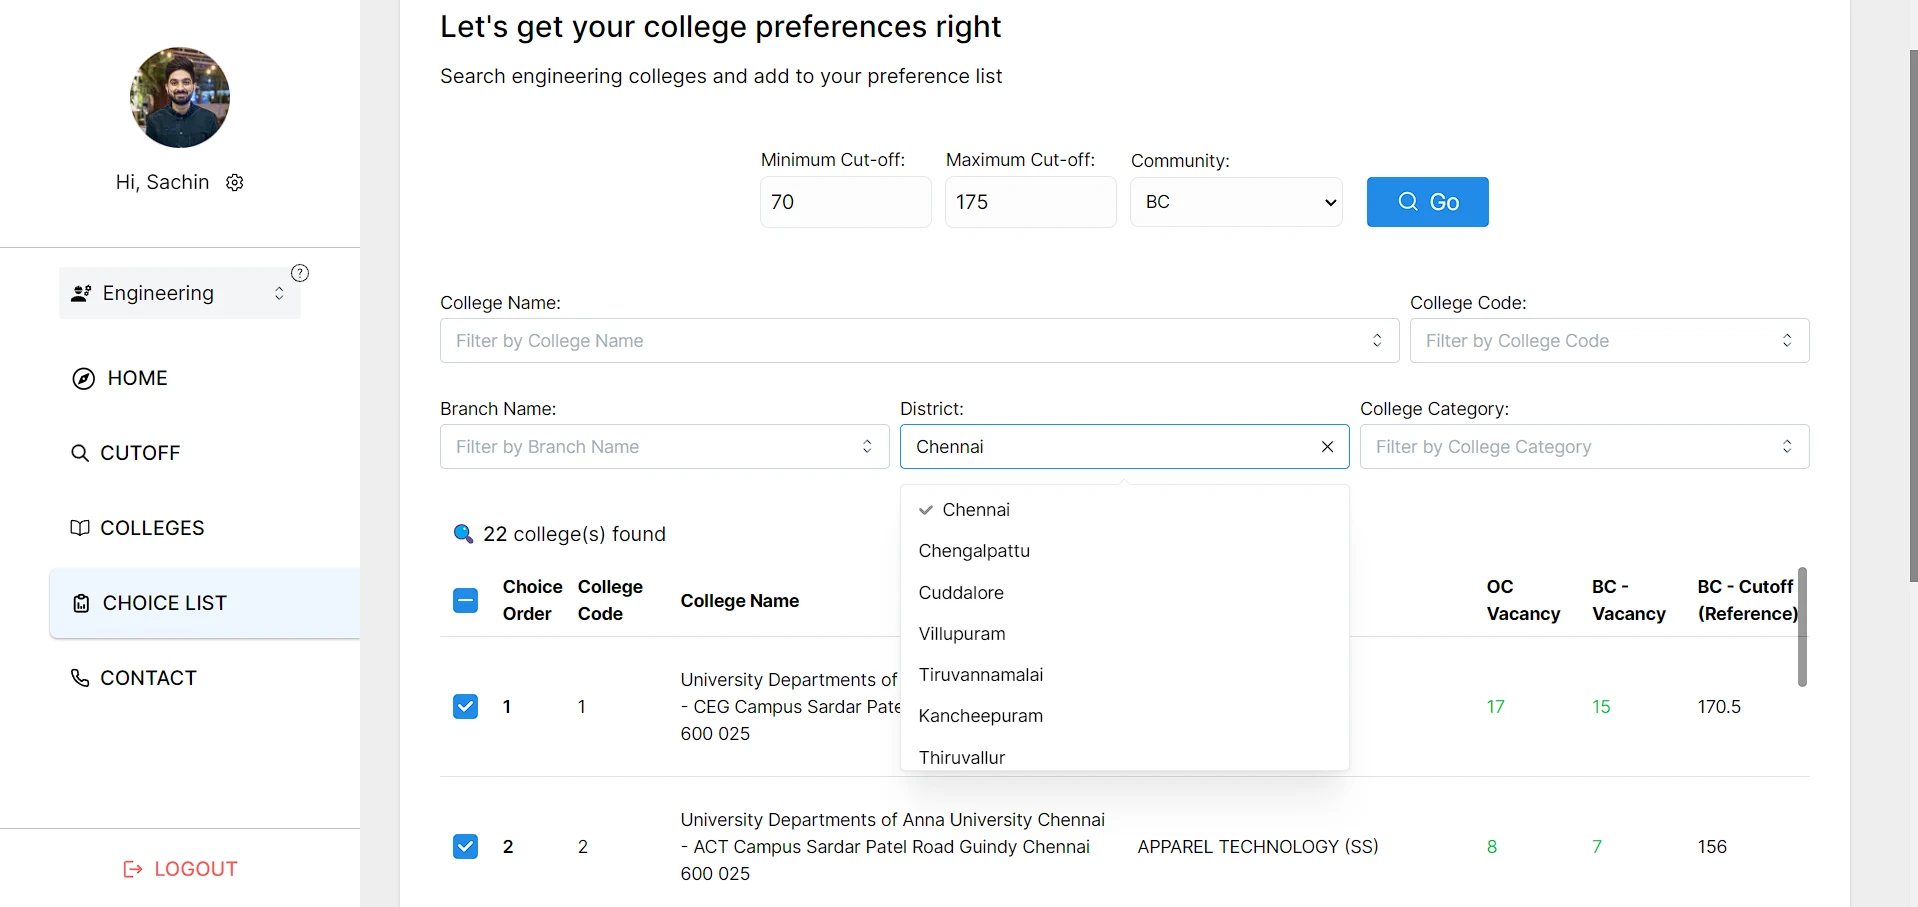 Hi, Sachin
Engineering
?
HOME
CUTOFF
COLLEGES
CHOICE LIST
CONTACT
LOGOUT
Let's get your college preferences right
Search engineering colleges and add to your preference list
Minimum Cut-off: Maximum Cut-off: Community:
70 175 BC Go
College Name: College Code:
Filter by College Name Filter by College Code
Branch Name: District: College Category:
Filter by Branch Name Chennai Filter by College Category
Chennai
Chengalpattu
Cuddalore
Villupuram
Tiruvannamalai
Kancheepuram
Thiruvallur
22 college(s) found
Choice College OC BC - BC - Cutoff
Order Code College Name Vacancy Vacancy (Reference)
University Departments of
1 1 - CEG Campus Sardar Pate 17 15 170.5
600 025
University Departments of Anna University Chennai
2 2 - ACT Campus Sardar Patel Road Guindy Chennai APPAREL TECHNOLOGY (SS) 8 7 156
600 025